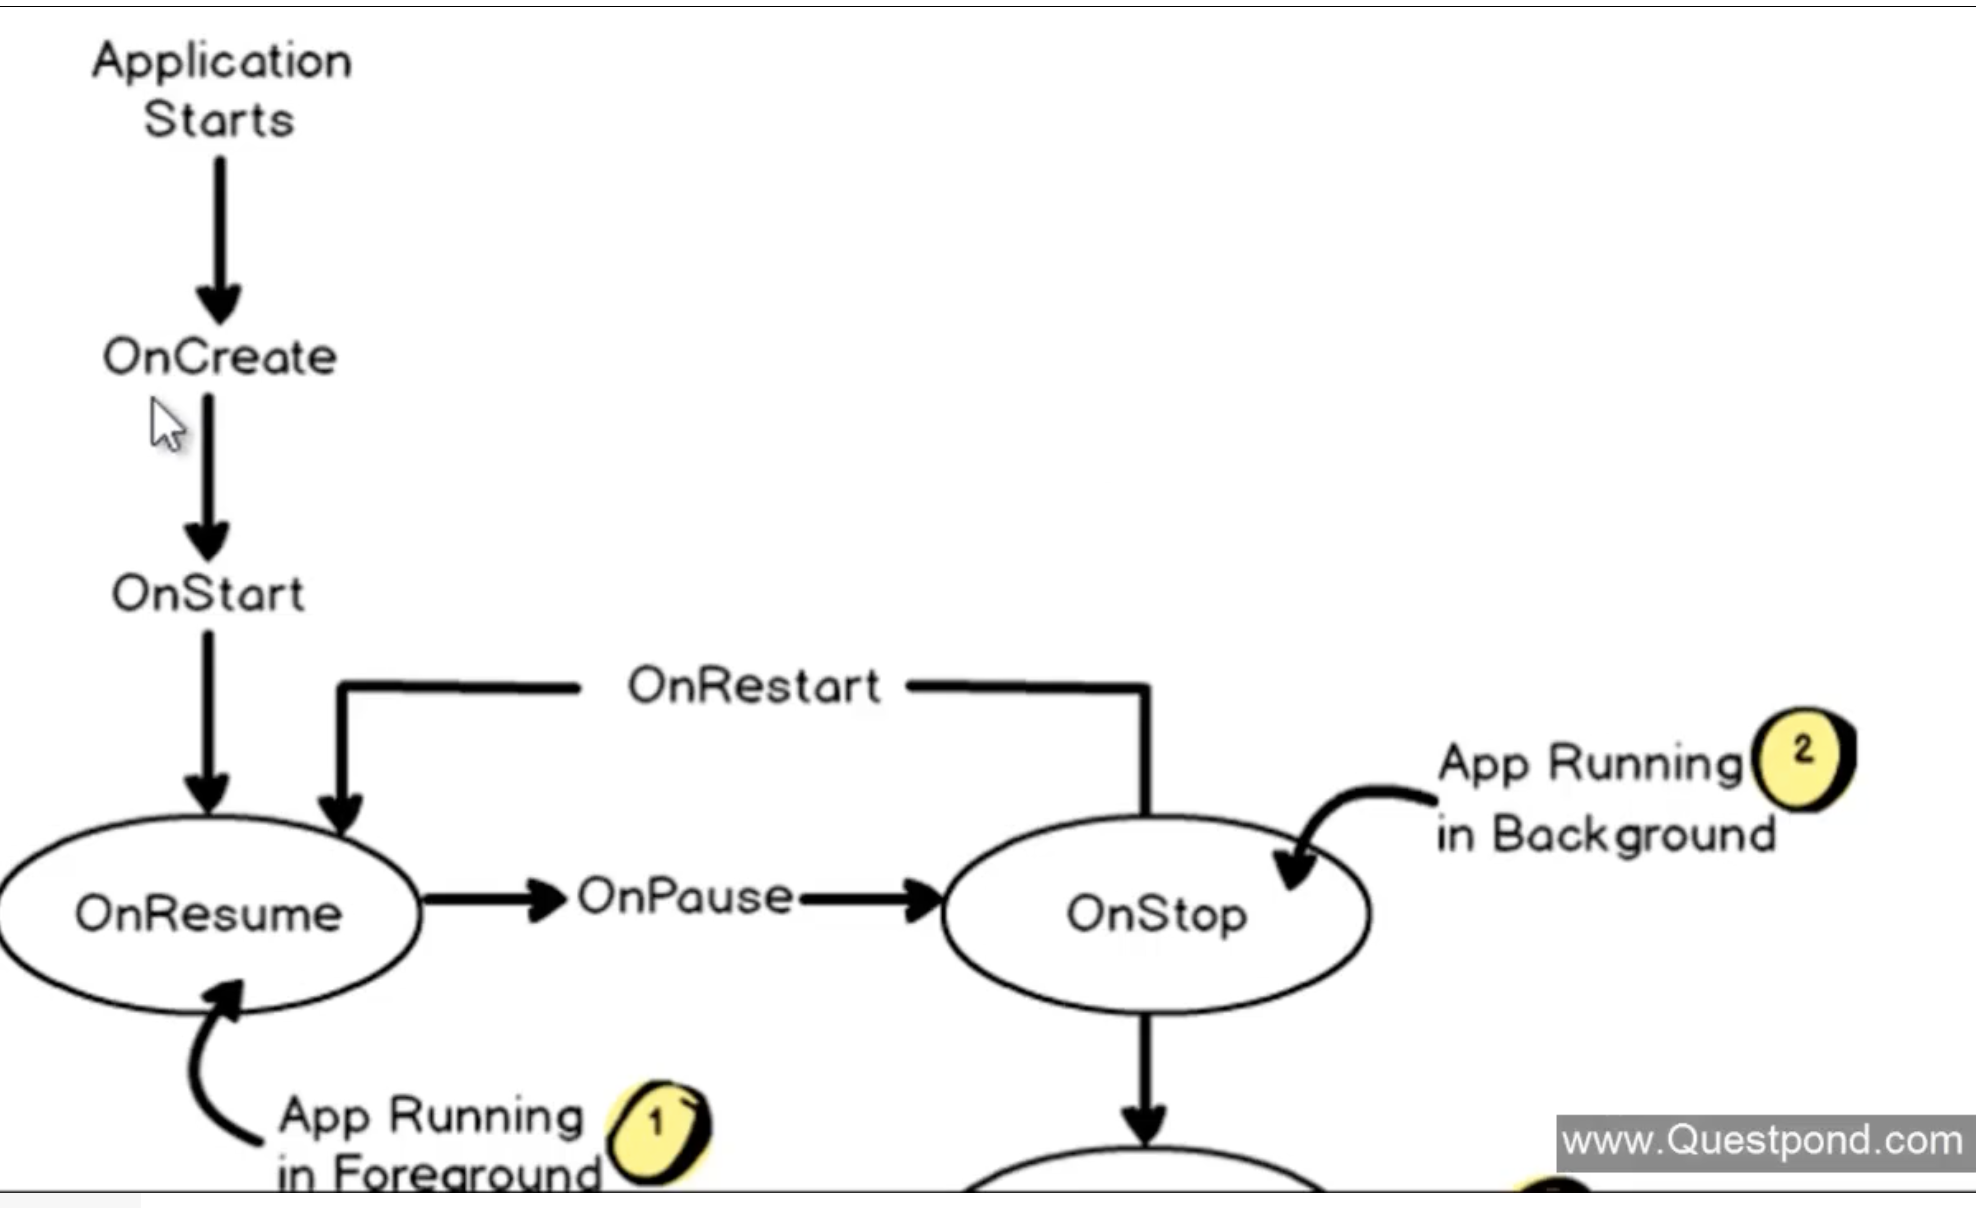 Application
Starts
OnCreate
OnStart
OnRestart
App Running
in Background
2
OnResume
OnPause
OnStop
App Running
in Foreground
1
www.Questpond.com